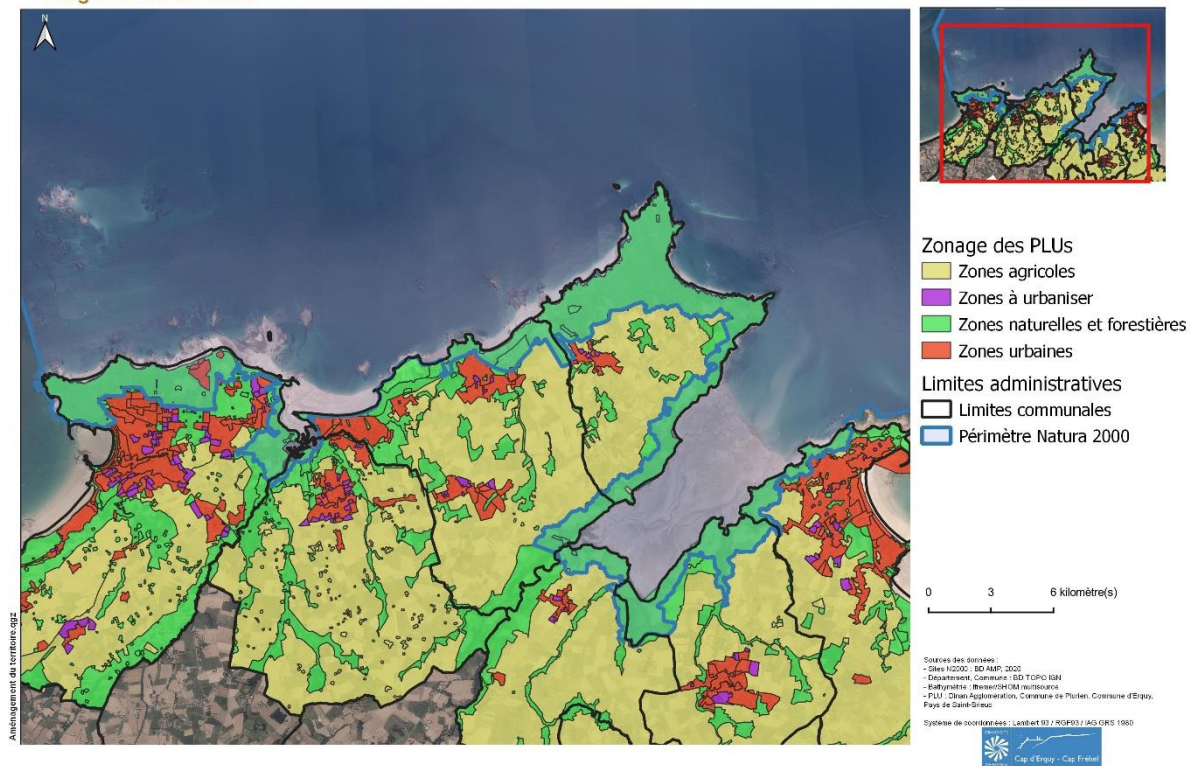 N
Zonage des PLUs
Zones agricoles
Zones à urbaniser
Zones naturelles et forestières
Zones urbaines
Limites administratives
Limites communales
Périmètre Natura 2000
0 3 6 kilomètre(s)
Sources des données :
- Sites N2000 : BD AMP, 2020
- Département, Commune : BD TOPO IGN
- Bathymétrie : Ifremer/SHOM multisource
- PLU : Dinan Agglomération, Commune de Plurien, Commune d'Erquy,
Pays de Saint-Brieuc
Système de coordonnées : Lambert 93 / RGF93 / IAG GRS 1980
Cap d'Erquy - Cap Fréhel
Aménagement du territoire.qgz